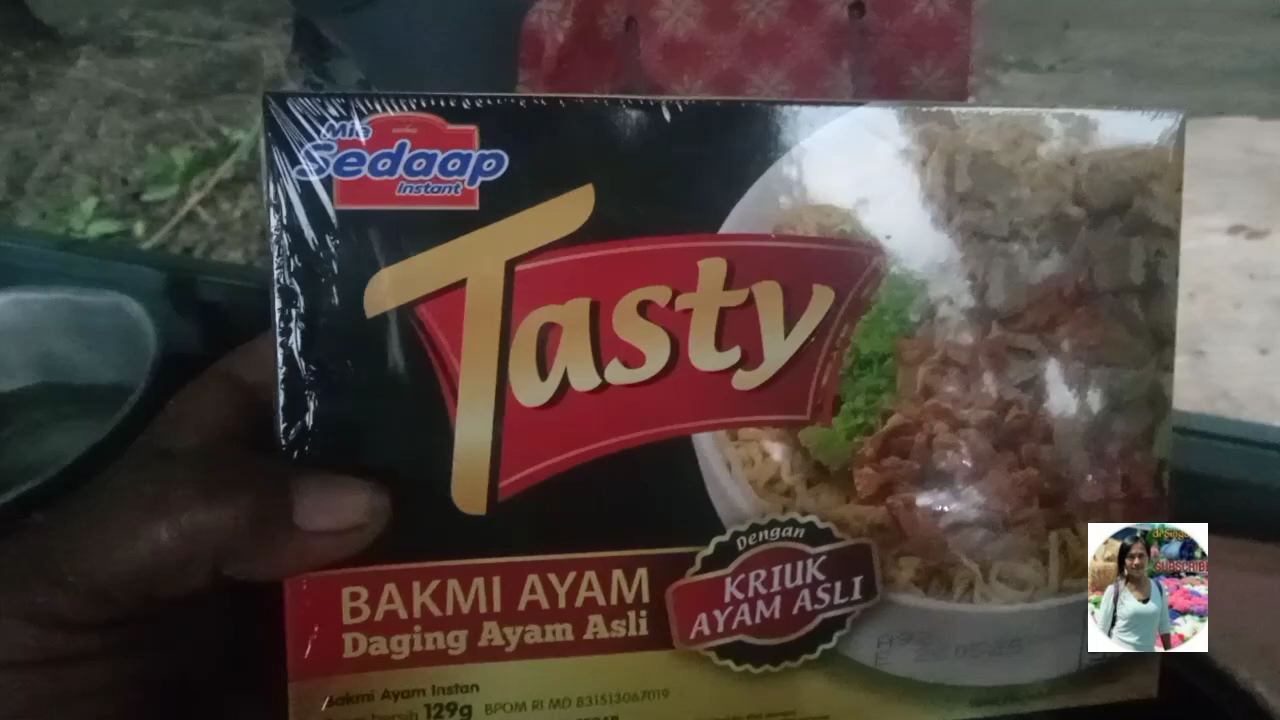 Mie
Sedaap
Instant
Tasty
Dengan
KRIUK
AYAM ASLI
BAKMI AYAM
Daging Ayam Asli
Bakmi Ayam Instan
129g BPOM RI MD 831513067019
SUBSCRIBE